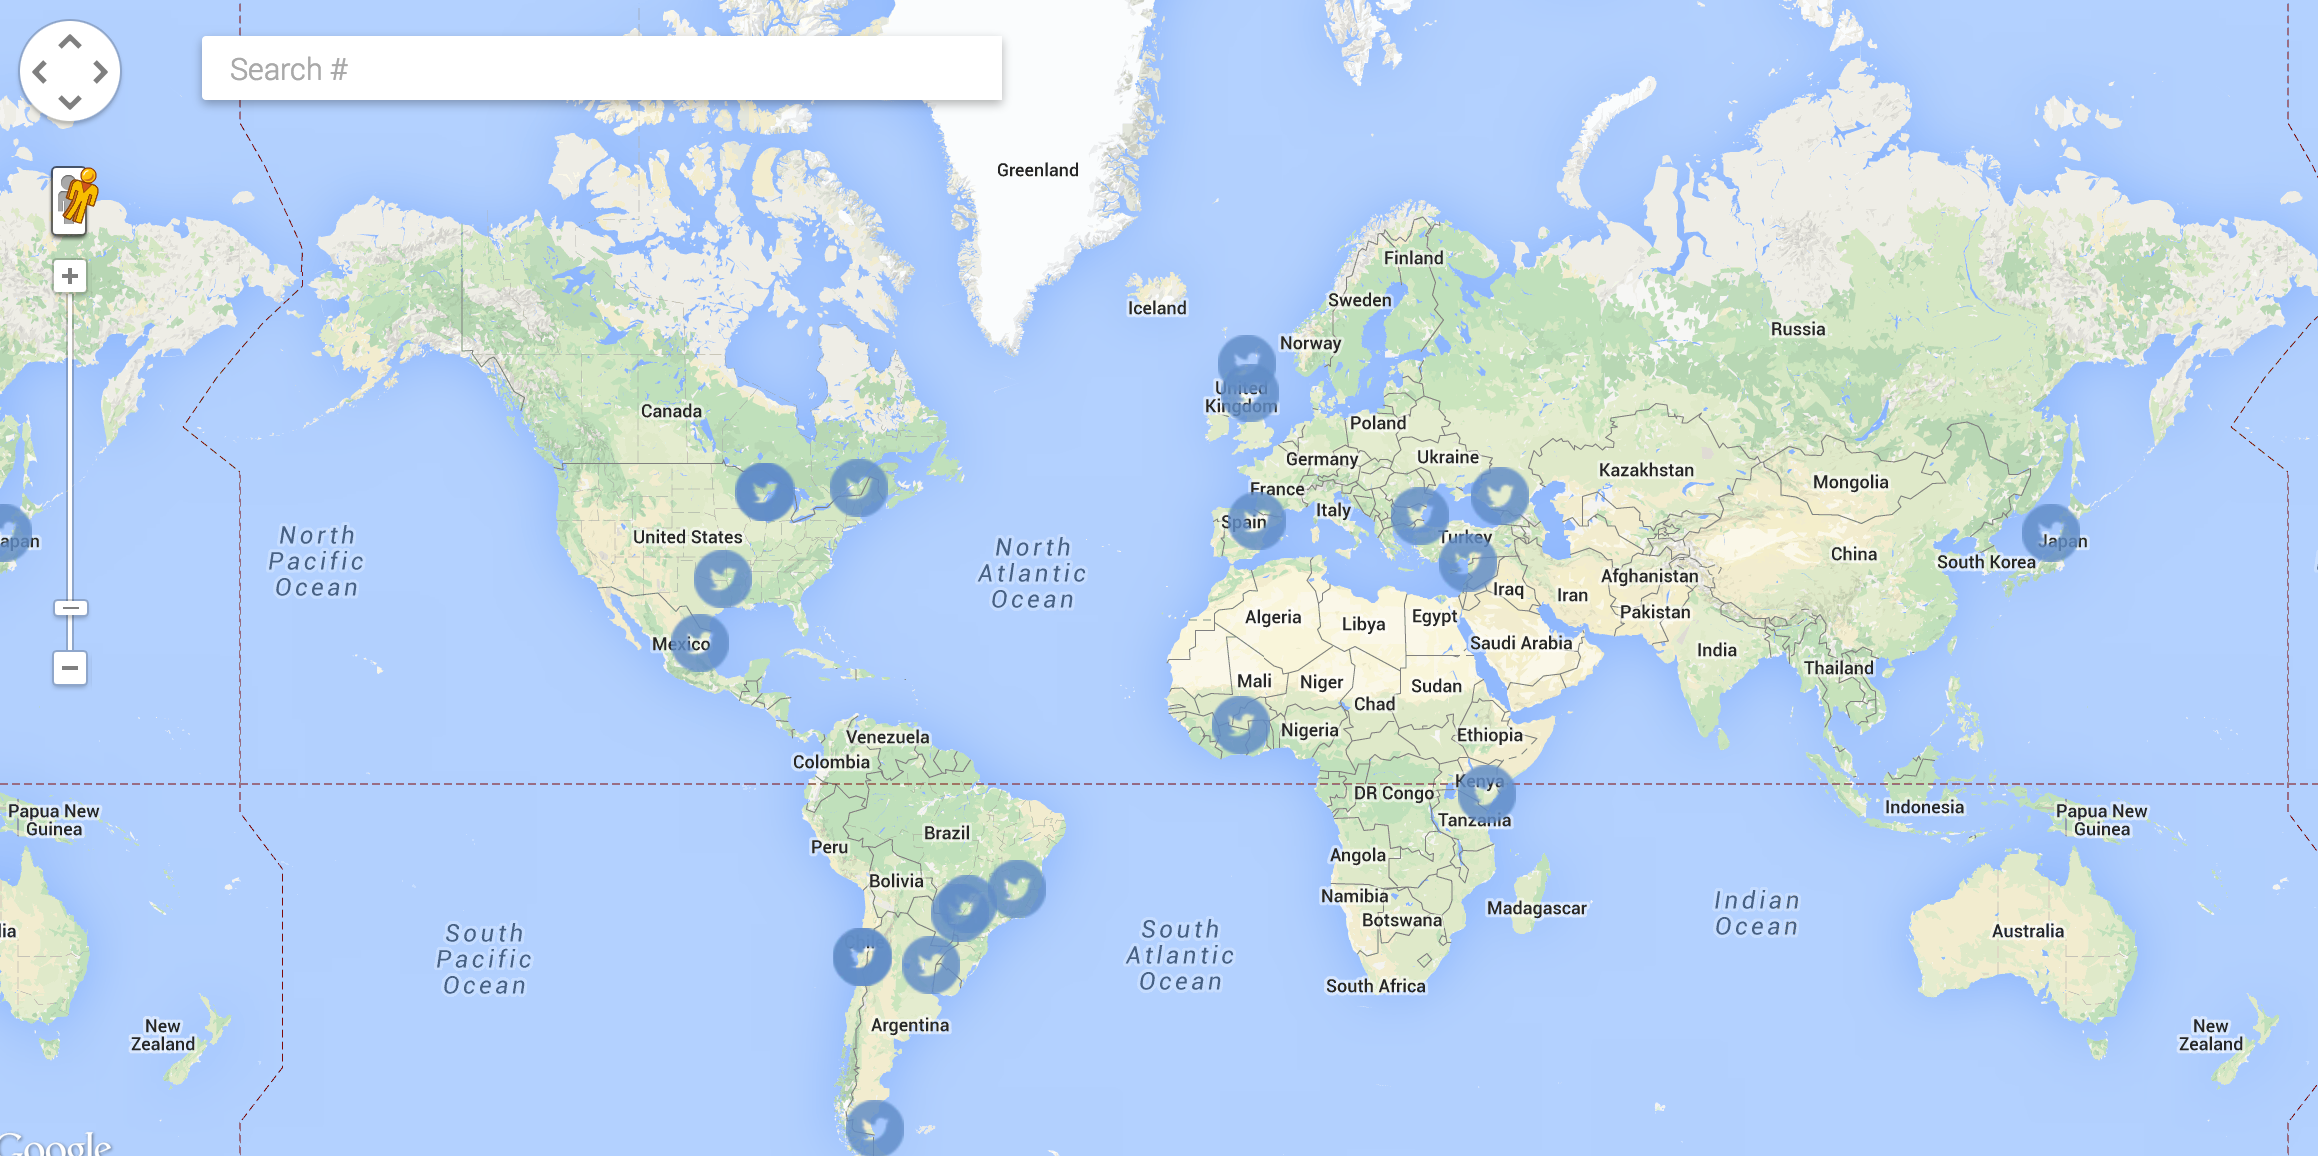 Search #
Greenland
Iceland
Finland
Sweden
Norway
Russia
United
Kingdom
Canada
Poland
Germany
Ukraine
Kazakhstan
Mongolia
France
Italy
Spain
Turkey
United States
North
Pacific
Ocean
North
Atlantic
Ocean
China
Japan
South Korea
apan
Afghanistan
Iraq
Iran
Pakistan
Algeria
Libya
Egypt
Saudi Arabia
India
Thailand
Mexico
Mali
Niger
Sudan
Chad
Nigeria
Ethiopia
Venezuela
Colombia
Kenya
DR Congo
Tanzania
Indonesia
Papua New
Guinea
Papua New
Guinea
Brazil
Peru
Bolivia
Angola
Namibia
Botswana
Madagascar
Indian
Ocean
Australia
lia
South
Pacific
Ocean
South
Atlantic
Ocean
South Africa
Argentina
New
Zealand
New
Zealand
Google